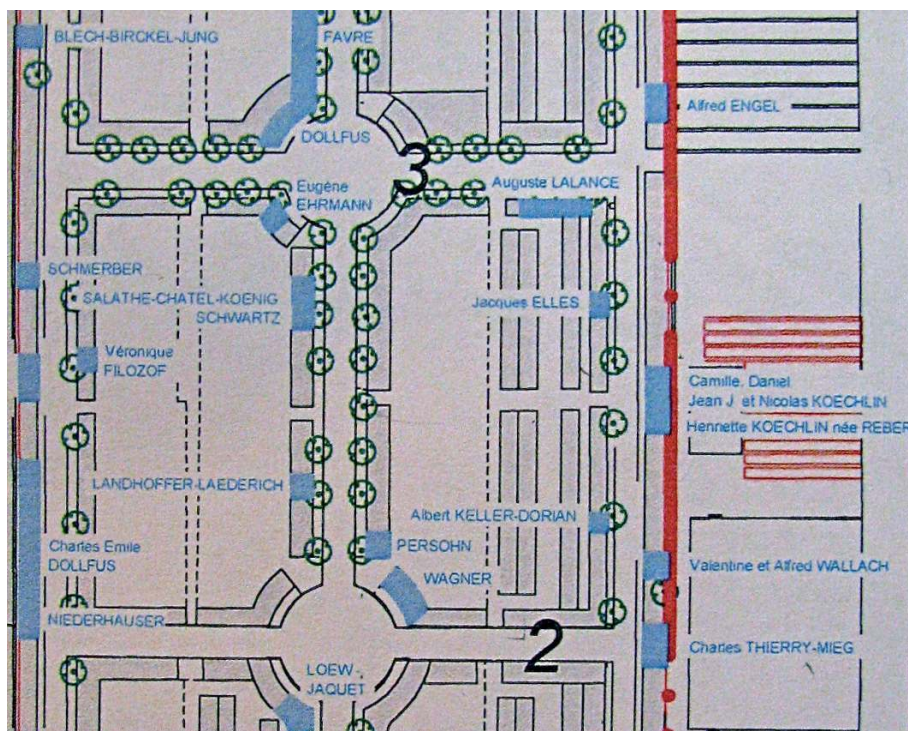 BLECH-BIRCKEL-JUNG
FAVRE
Alfred ENGEL
DOLLFUS
3
Eugène
EHRMANN
Auguste LALANCE
SCHMERBER
SALATHE-CHATEL-KOENIG
SCHWARTZ
Jacques ELLES
Véronique
FILOZOF
Camille, Daniel
Jean J. et Nicolas KOECHLIN
Henriette KOECHLIN née REBER
LANDHOFFER-LAEDERICH
Albert KELLER-DORIAN
Charles Emile
DOLLFUS
PERSOHN
WAGNER
Valentine et Alfred WALLACH
NIEDERHAUSER
2
Charles THIERRY-MIEG
LOEW-
JAQUET